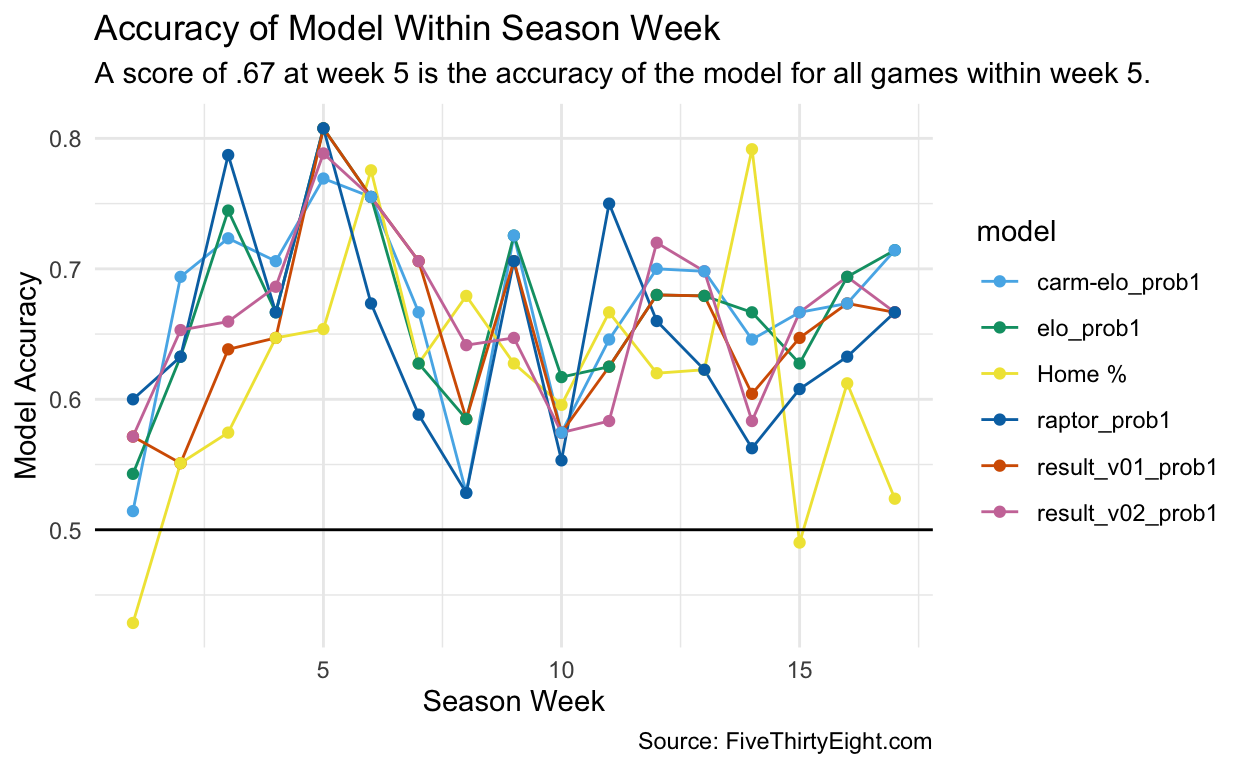 Accuracy of Model Within Season Week
A score of .67 at week 5 is the accuracy of the model for all games within week 5.
Model Accuracy
0.8
0.7
0.6
0.5
5 10 15
Season Week
model
carm-elo_prob1
elo_prob1
Home %
raptor_prob1
result_v01_prob1
result_v02_prob1
Source: FiveThirtyEight.com